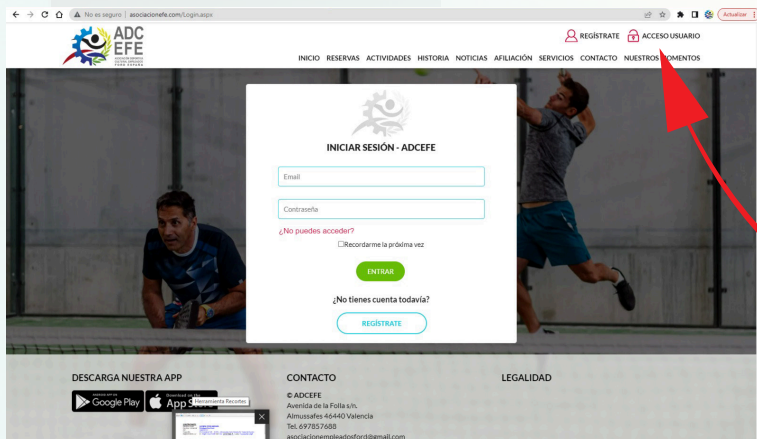 No es seguro | asociacionefe.com/Login.aspx
Actualizar
ADC
EFE
FORD ESPAÑA
REGÍSTRATE
ACCESO USUARIO
INICIO RESERVAS ACTIVIDADES HISTORIA NOTICIAS AFILIACIÓN SERVICIOS CONTACTO NUESTROS MOMENTOS
INICIAR SESIÓN - ADCEFE
Email
Contraseña
¿No puedes acceder?
Recordarme la próxima vez
ENTRAR
¿No tienes cuenta todavía?
REGÍSTRATE
DESCARGA NUESTRA APP
Google Play
App S
Herramienta Recortes
CONTACTO
© ADCEFE
Avenida de la Folla s/n.
Almussafes 46440 Valencia
Tel. 697857688
asociacionempleadosford@gmail.com
LEGALIDAD